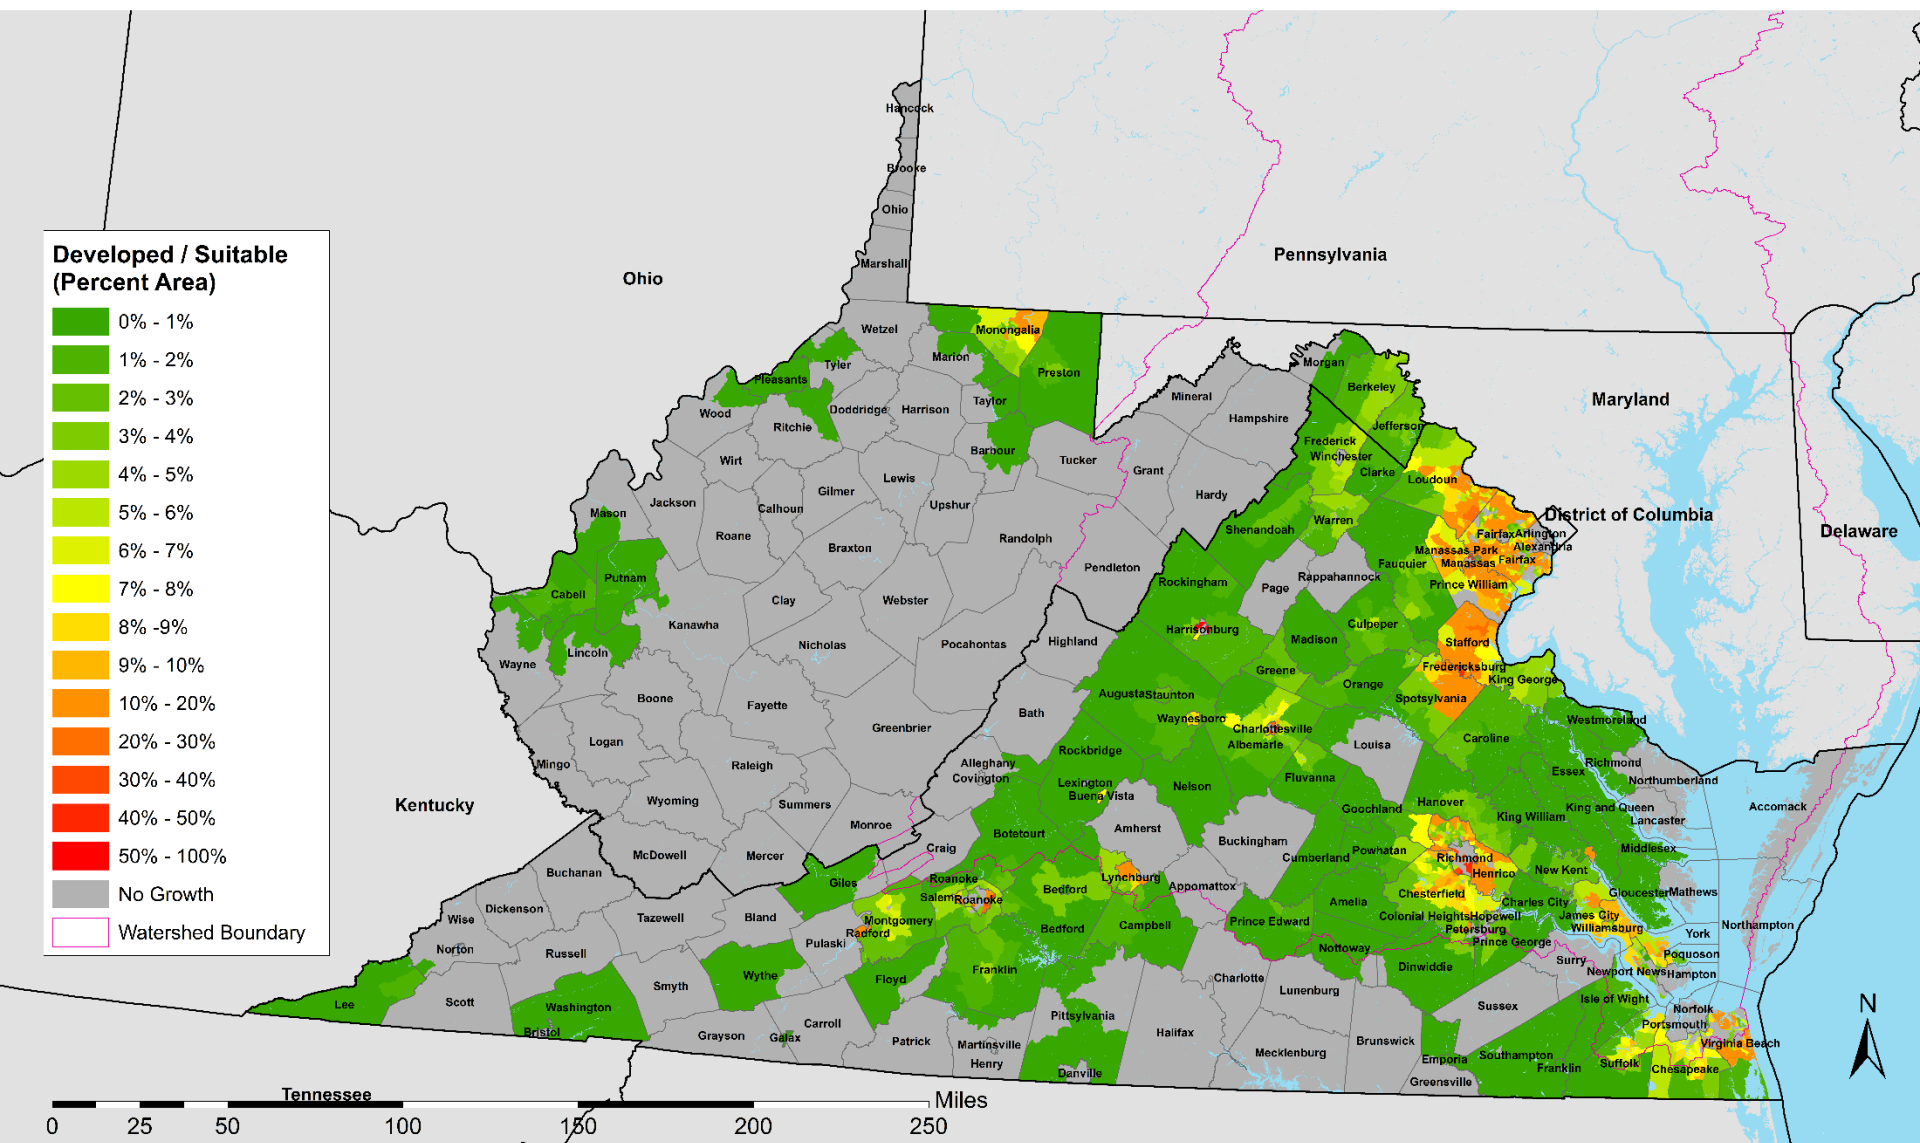 Hancock
Brooke
Ohio
Marshall
Pennsylvania
Ohio
Developed / Suitable
(Percent Area)
0% - 1%
1% - 2%
2% - 3%
3% - 4%
4% - 5%
5% - 6%
6% - 7%
7% - 8%
8% -9%
9% - 10%
10% - 20%
20% - 30%
30% - 40%
40% - 50%
50% - 100%
No Growth
Watershed Boundary
Wetzel
Monongalia
Marion
Tyler
Preston
Pleasants
Morgan
Berkeley
Maryland
Mineral
Taylor
Doddridge
Harrison
Wood
Hampshire
Ritchie
Jefferson
Frederick
Barbour
Winchester
Wirt
Tucker
Grant
Clarke
Lewis
Loudoun
Gilmer
Hardy
Jackson
Upshur
Calhoun
Mason
District of Columbia
Warren
Shenandoah
Delaware
Roane
Fairfax
Arlington
Randolph
Braxton
Alexandria
Manassas Park
Fairfax
Manassas
Fauquier
Pendleton
Rappahannock
Putnam
Rockingham
Page
Prince William
Cabell
Clay
Webster
Kanawha
Culpeper
Harrisonburg
Madison
Highland
Stafford
Nicholas
Pocahontas
Lincoln
Wayne
Fredericksburg
Greene
King George
Orange
Augusta
Staunton
Boone
Spotsylvania
Fayette
Bath
Waynesboro
Westmoreland
Greenbrier
Charlottesville
Caroline
Logan
Albemarle
Louisa
Rockbridge
Mingo
Raleigh
Alleghany
Richmond
Essex
Covington
Fluvanna
Northumberland
Lexington
Nelson
Buena Vista
Kentucky
Wyoming
Summers
Hanover
Accomack
Goochland
King and Queen
King William
Lancaster
Monroe
Amherst
Botetourt
Buckingham
Craig
Powhatan
Middlesex
McDowell
Mercer
Cumberland
Richmond
New Kent
Buchanan
Henrico
Lynchburg
Roanoke
Giles
Appomattox
Bedford
Chesterfield
Gloucester
Mathews
Salem
Roanoke
Amelia
Charles City
Dickenson
Colonial Heights
Hopewell
James City
Wise
Tazewell
Bland
Montgomery
Prince Edward
Campbell
Northampton
Bedford
Petersburg
Williamsburg
Radford
York
Pulaski
Prince George
Norton
Nottoway
Russell
Poquoson
Surry
Dinwiddie
Franklin
Newport News
Hampton
Wythe
Floyd
Charlotte
Smyth
Lunenburg
Isle of Wight
Lee
Scott
Washington
Sussex
Norfolk
Pittsylvania
Portsmouth
Carroll
Bristol
Halifax
Grayson
Galax
Patrick
Brunswick
Virginia Beach
Martinsville
Mecklenburg
Southampton
Emporia
Henry
Suffolk
Franklin
Chesapeake
Danville
Greensville
Tennessee
N
Miles
0 25 50 100 150 200 250